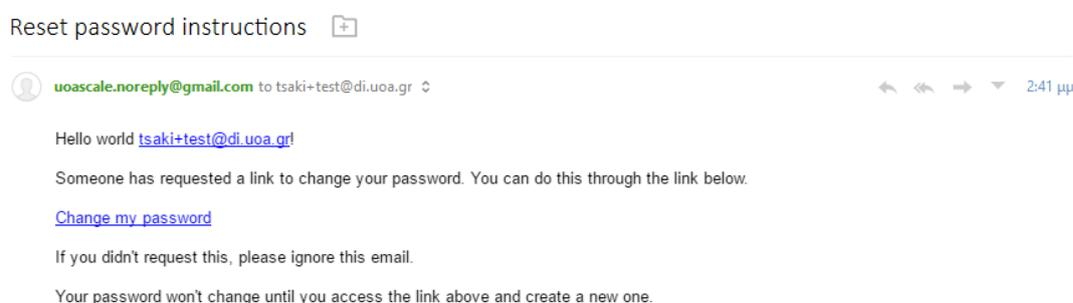 Reset password instructions
uoascale.noreply@gmail.com to tsaki+test@di.uoa.gr 2:41 μμ
Hello world tsaki+test@di.uoa.gr!
Someone has requested a link to change your password. You can do this through the link below.
Change my password
If you didn't request this, please ignore this email.
Your password won't change until you access the link above and create a new one.